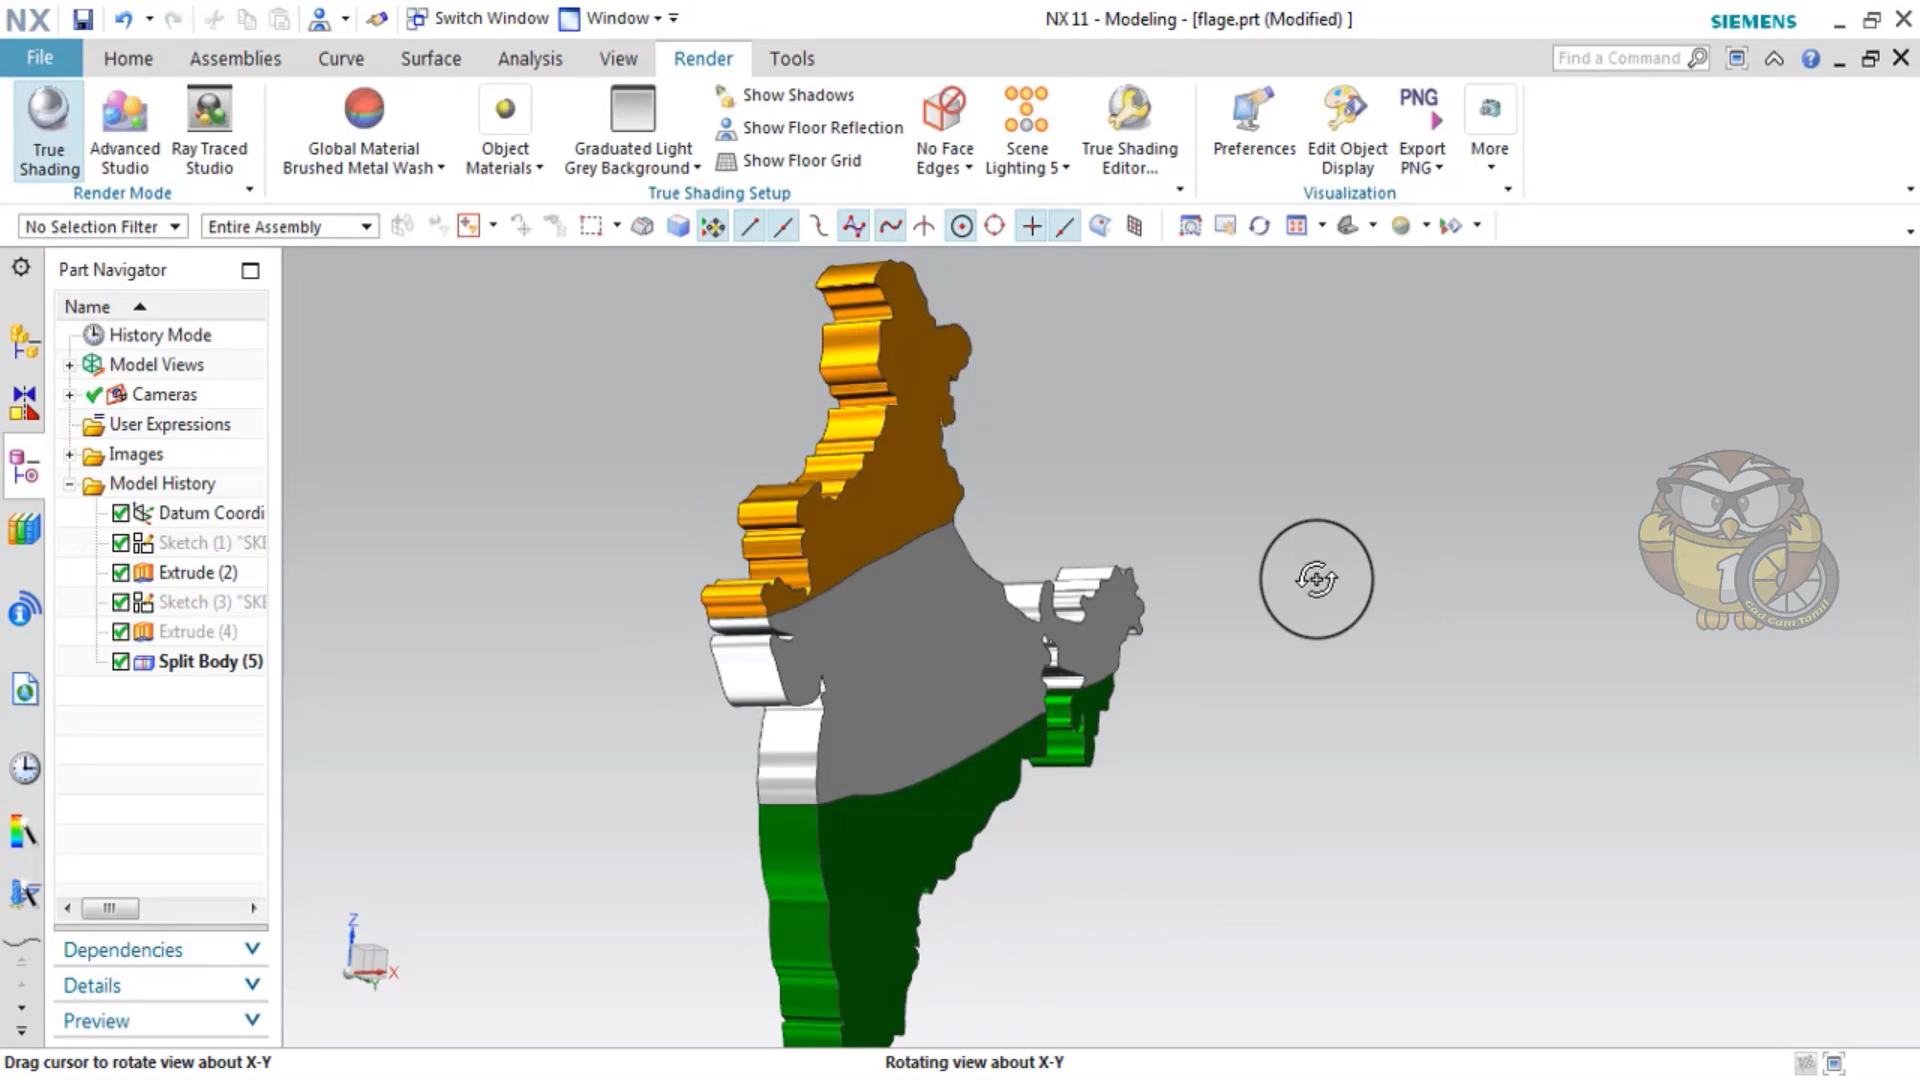 NX
Switch Window
Window
NX 11 - Modeling - [flage.prt (Modified) ]
SIEMENS
File
Home
Assemblies
Curve
Surface
Analysis
View
Render
Tools
Find a Command
True
Shading
Advanced
Studio
Ray Traced
Studio
Render Mode
Global Material
Brushed Metal Wash
Object
Materials
Graduated Light
Grey Background
Show Shadows
Show Floor Reflection
Show Floor Grid
No Face
Edges
Scene
Lighting 5
True Shading
Editor...
True Shading Setup
Preferences
Edit Object
Display
PNG
Export
PNG
More
Visualization
No Selection Filter
Entire Assembly
Part Navigator
Name
History Mode
Model Views
Cameras
User Expressions
Images
Model History
Datum Coordi
Sketch (1) "SKE
Extrude (2)
Sketch (3) "SKE
Extrude (4)
Split Body (5)
Dependencies
Details
Preview
Z
X
Cad Cam Tamil
Drag cursor to rotate view about X-Y
Rotating view about X-Y